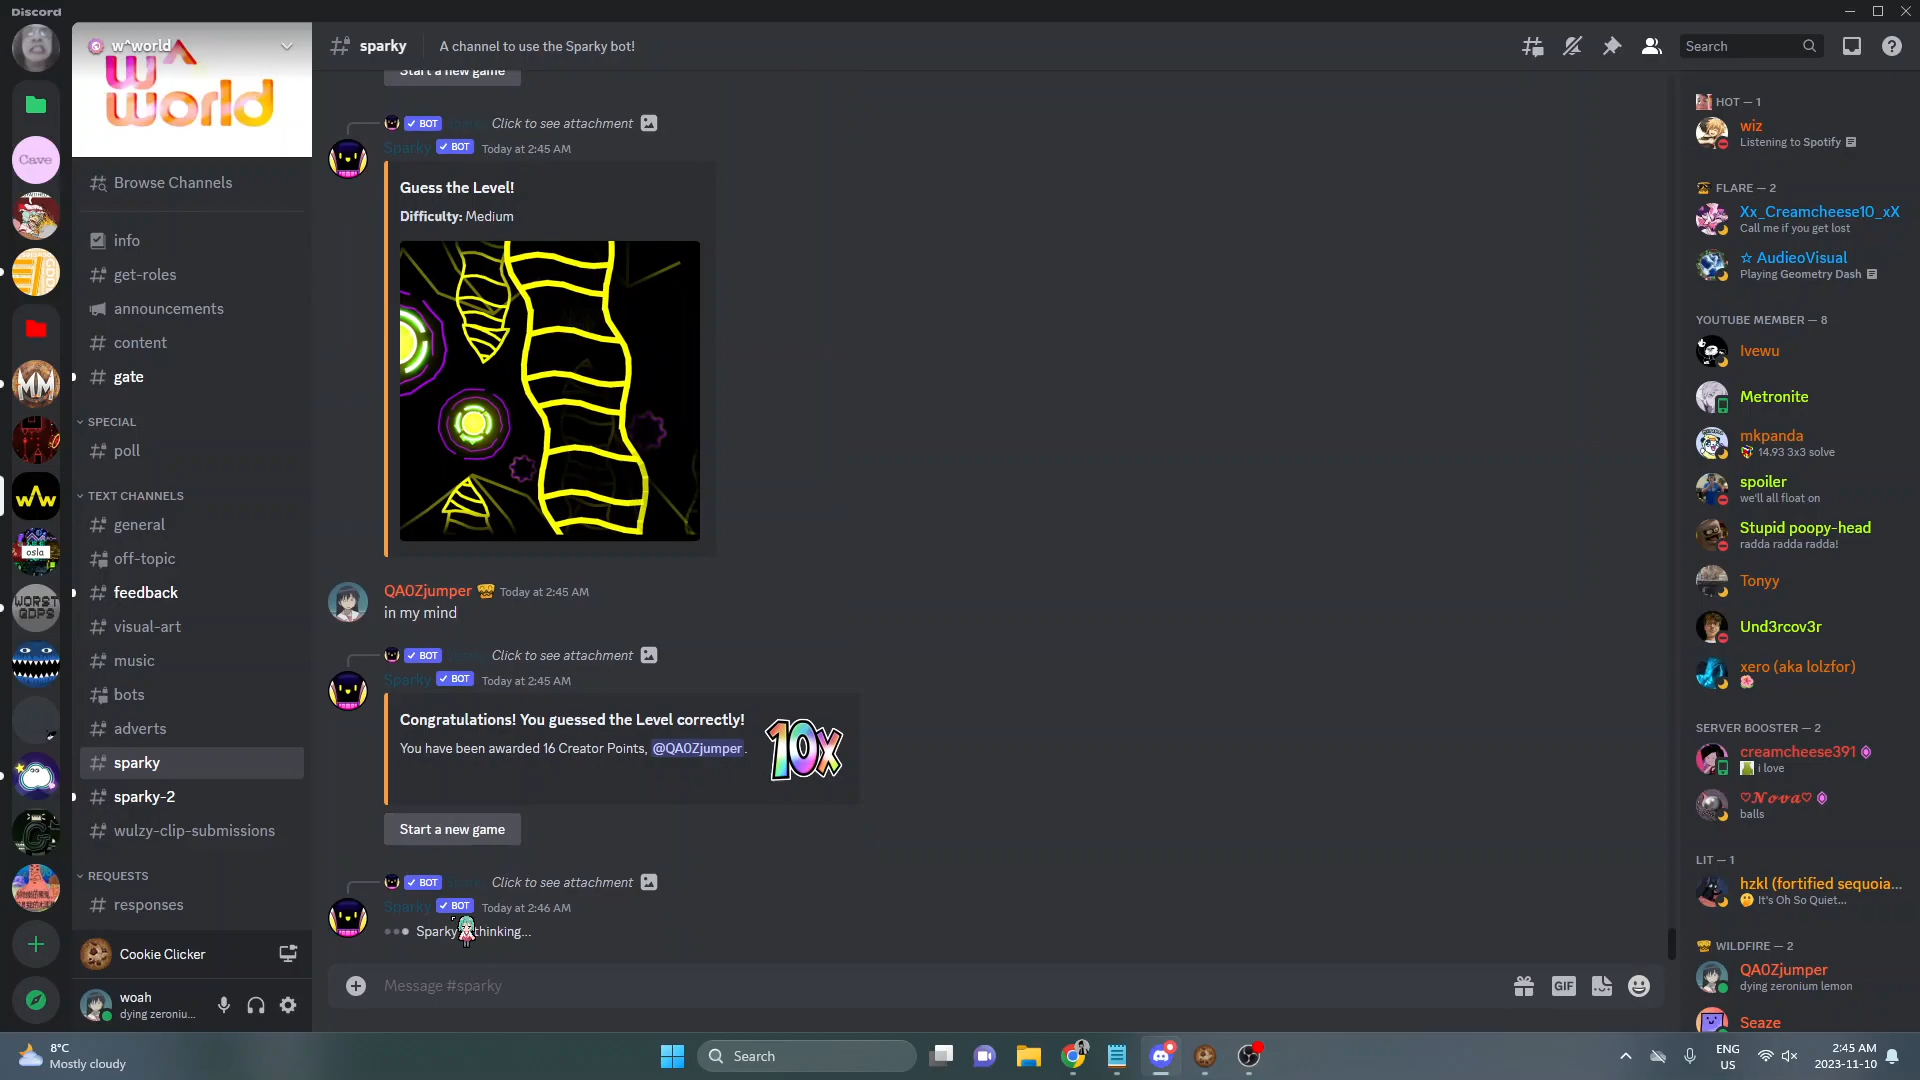 Discord
w^world
w^
world
Browse Channels
info
get-roles
announcements
content
gate
SPECIAL
poll
TEXT CHANNELS
general
off-topic
feedback
visual-art
music
bots
adverts
sparky
sparky-2
wulzy-clip-submissions
REQUESTS
responses
Cookie Clicker
woah
dying zeroniu...
Cave
MM
osla
WORST
GDPS
sparky
A channel to use the Sparky bot!
Search
Start a new game
BOT Click to see attachment
Sparky BOT Today at 2:45 AM
Guess the Level!
Difficulty: Medium
QA0Zjumper Today at 2:45 AM
in my mind
BOT Click to see attachment
Sparky BOT Today at 2:45 AM
Congratulations! You guessed the Level correctly!
You have been awarded 16 Creator Points, @QA0Zjumper.
10x
Start a new game
BOT Click to see attachment
Sparky BOT Today at 2:46 AM
Sparky thinking...
Message #sparky
GIF
HOT — 1
wiz
Listening to Spotify
FLARE — 2
Xx_Creamcheese10_xX
Call me if you get lost
☆ AudieoVisual
Playing Geometry Dash
YOUTUBE MEMBER — 8
Ivewu
Metronite
mkpanda
14.93 3x3 solve
spoiler
we'll all float on
Stupid poopy-head
radda radda radda!
Tonyy
Und3rcov3r
xero (aka lolzfor)
SERVER BOOSTER — 2
creamcheese391
i love
♡𝓝𝓸𝓿𝓪♡
balls
LIT — 1
hzkl (fortified sequoia...
It's Oh So Quiet...
WILDFIRE — 2
QA0Zjumper
dying zeronium lemon
Seaze
8°C
Mostly cloudy
Search
ENG
US
2:45 AM
2023-11-10